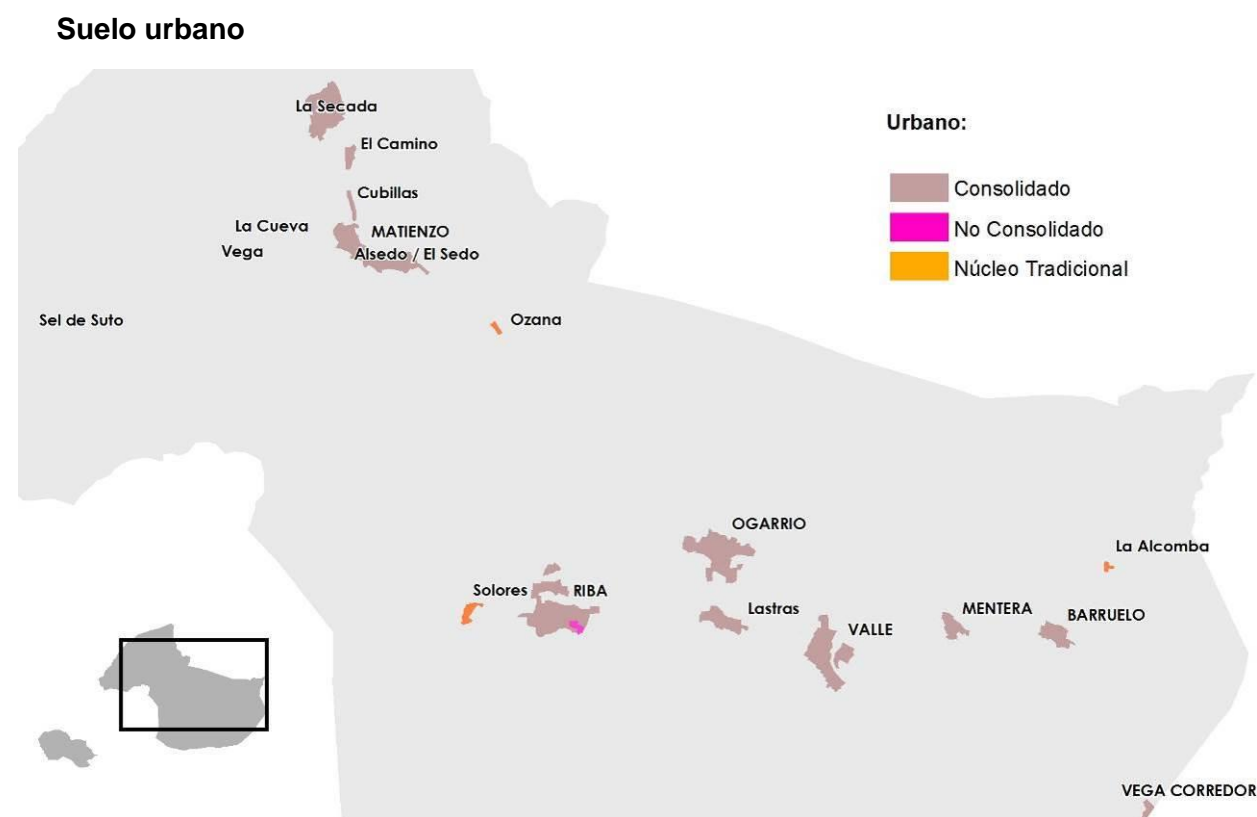 Suelo urbano
La Secada
Urbano:
El Camino
Consolidado
Cubillas
La Cueva
MATIENZO
No Consolidado
Vega
Alsedo / El Sedo
Núcleo Tradicional
Sel de Suto
Ozana
OGARRIO
La Alcomba
Solores
RIBA
Lastras
MENTERA
BARRUELO
VALLE
VEGA CORREDOR